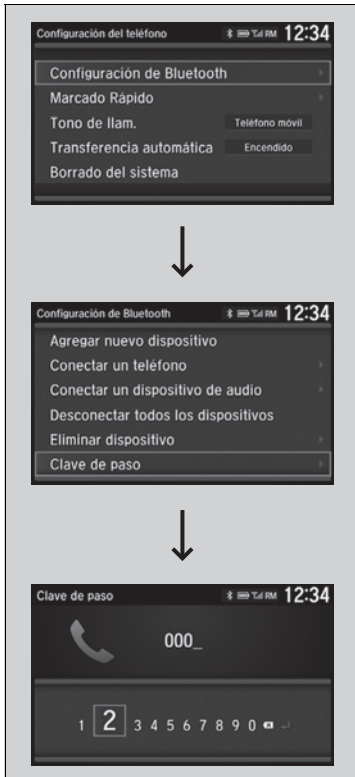 Configuración del teléfono 12:34
Configuración de Bluetooth
Marcado Rápido
Tono de llam. Teléfono móvil
Transferencia automática Encendido
Borrado del sistema
Configuración de Bluetooth 12:34
Agregar nuevo dispositivo
Conectar un teléfono
Conectar un dispositivo de audio
Desconectar todos los dispositivos
Eliminar dispositivo
Clave de paso
Clave de paso 12:34
000_
1 2 3 4 5 6 7 8 9 0